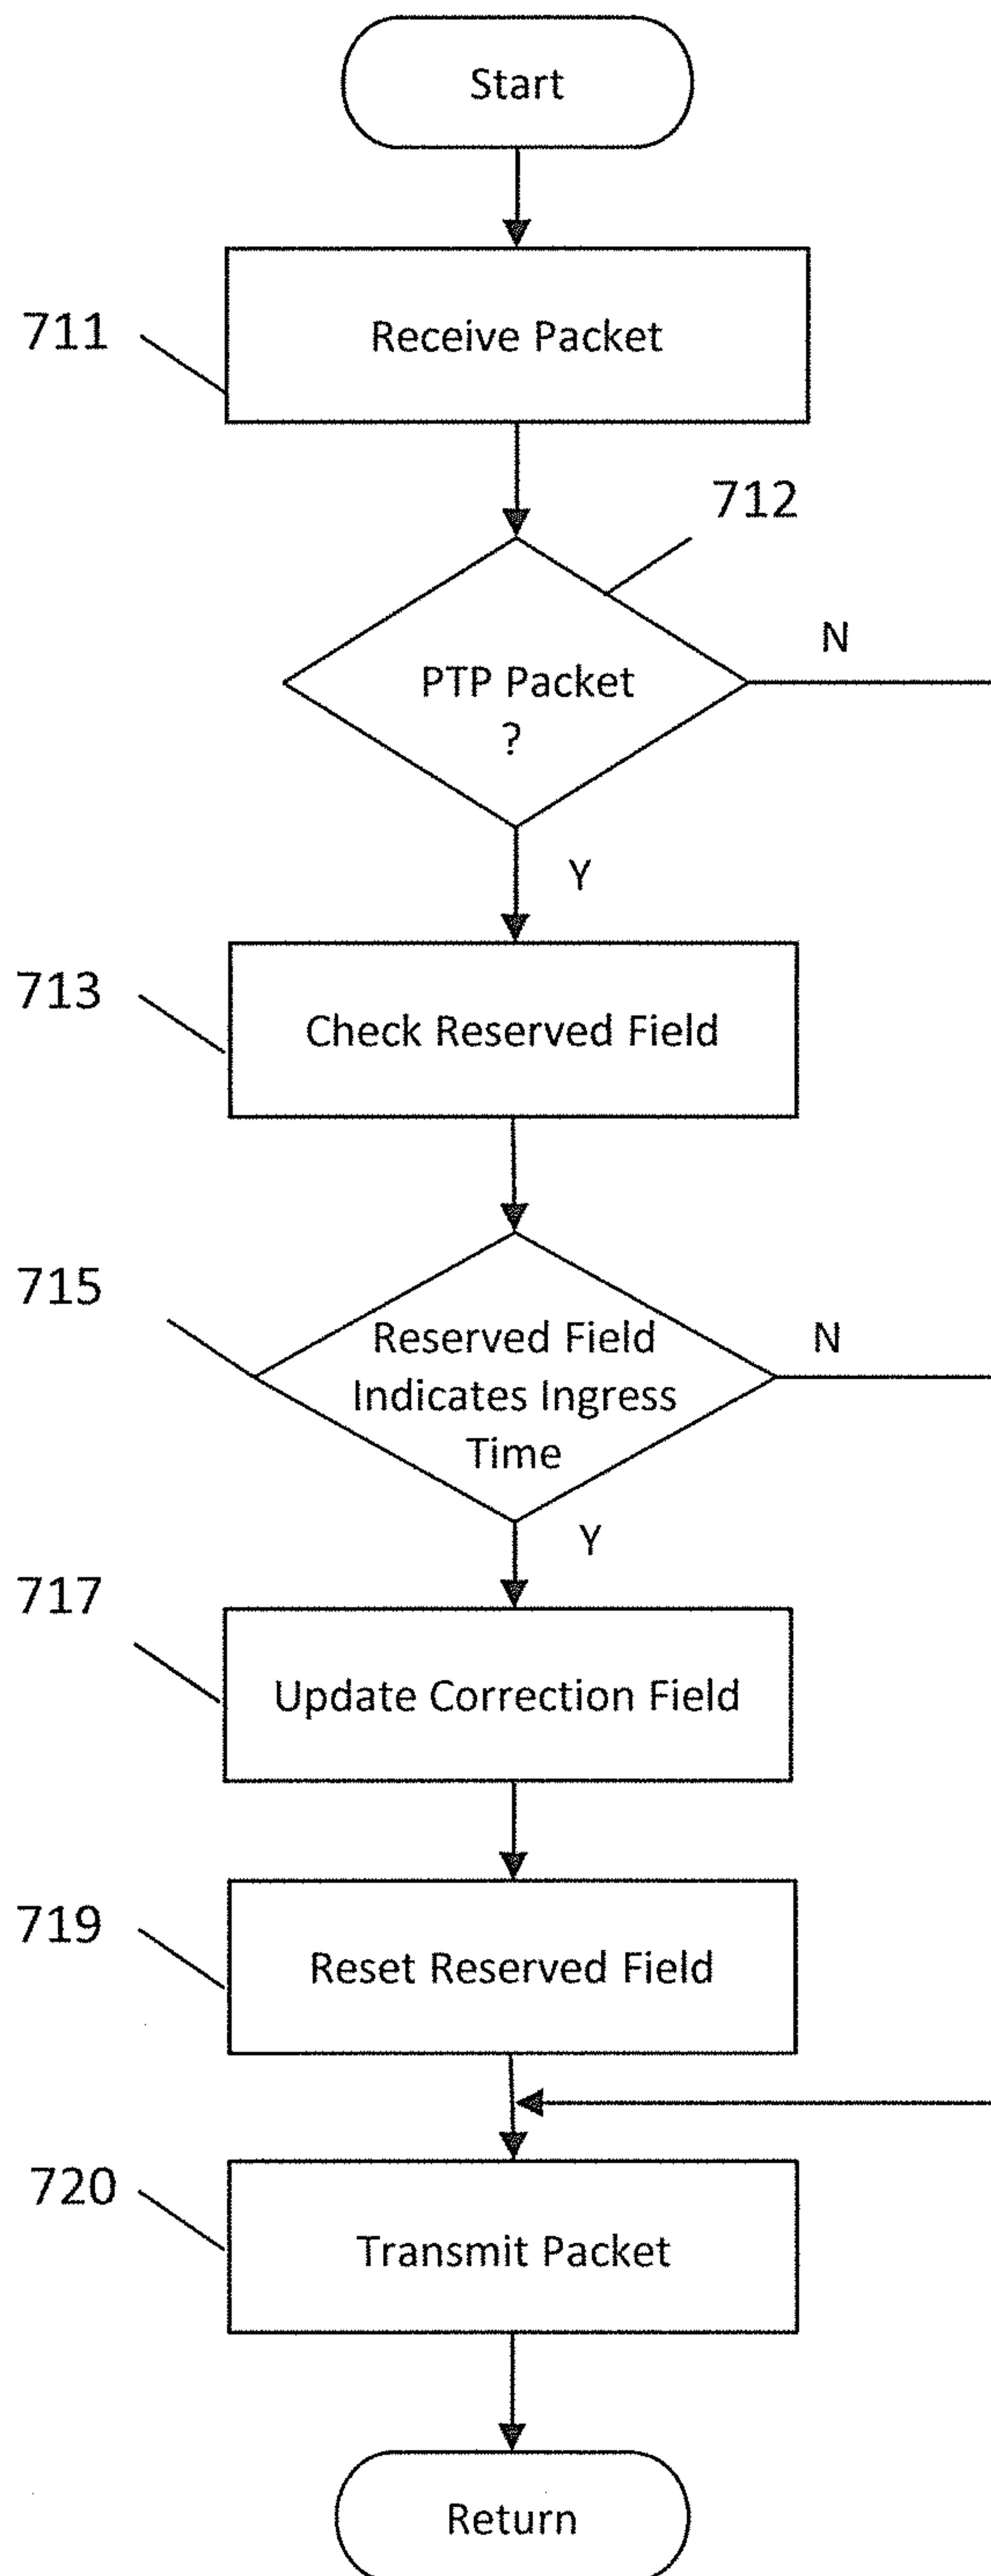 Start
711
Receive Packet
712
PTP Packet
?
N
Y
713
Check Reserved Field
715
Reserved Field
Indicates Ingress
Time
N
Y
717
Update Correction Field
719
Reset Reserved Field
720
Transmit Packet
Return